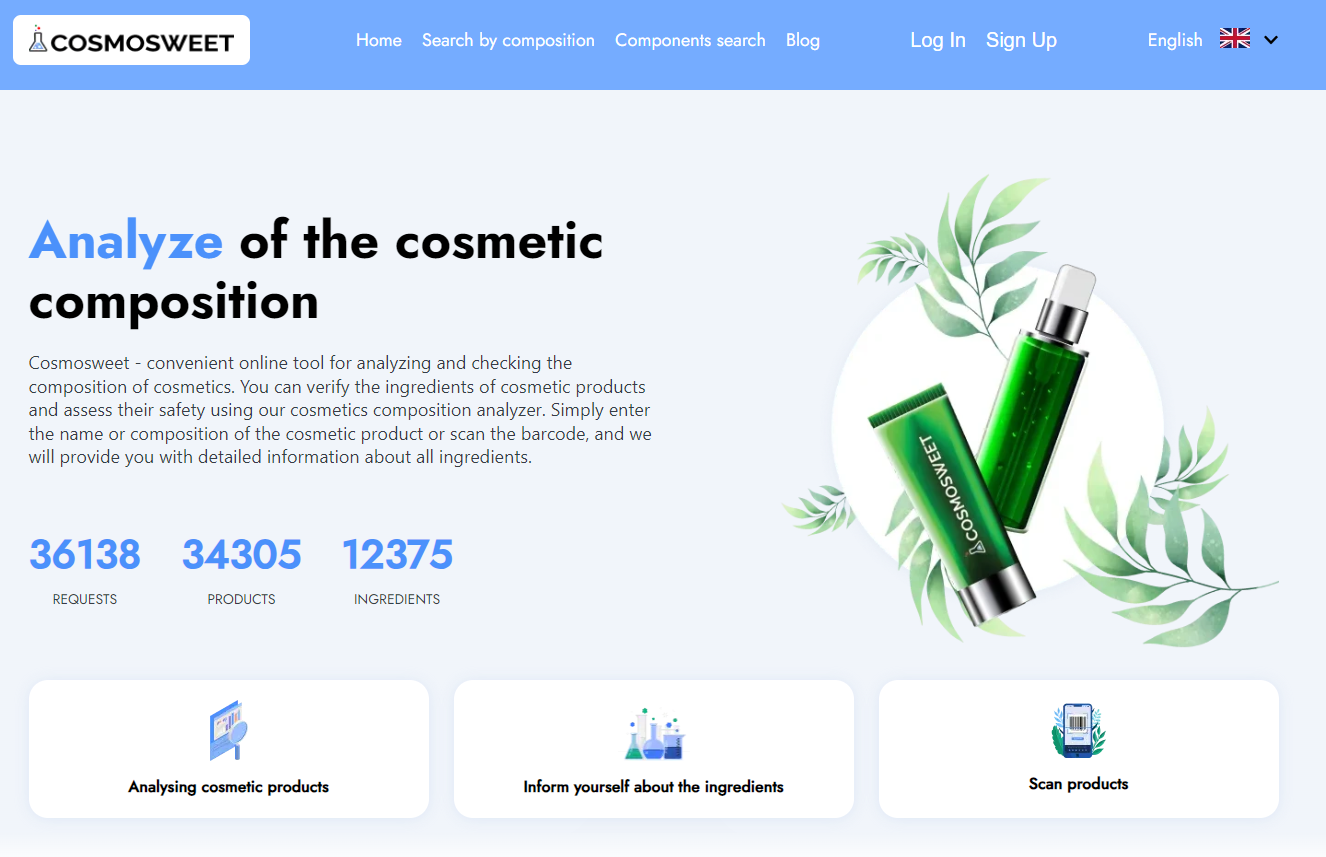 COSMOSWEET
Home Search by composition Components search Blog Log In Sign Up English
Analyze of the cosmetic
composition
Cosmosweet - convenient online tool for analyzing and checking the
composition of cosmetics. You can verify the ingredients of cosmetic products
and assess their safety using our cosmetics composition analyzer. Simply enter
the name or composition of the cosmetic product or scan the barcode, and we
will provide you with detailed information about all ingredients.
COSMOSWEET
36138 34305 12375
REQUESTS PRODUCTS INGREDIENTS
Analysing cosmetic products
Inform yourself about the ingredients
Scan products